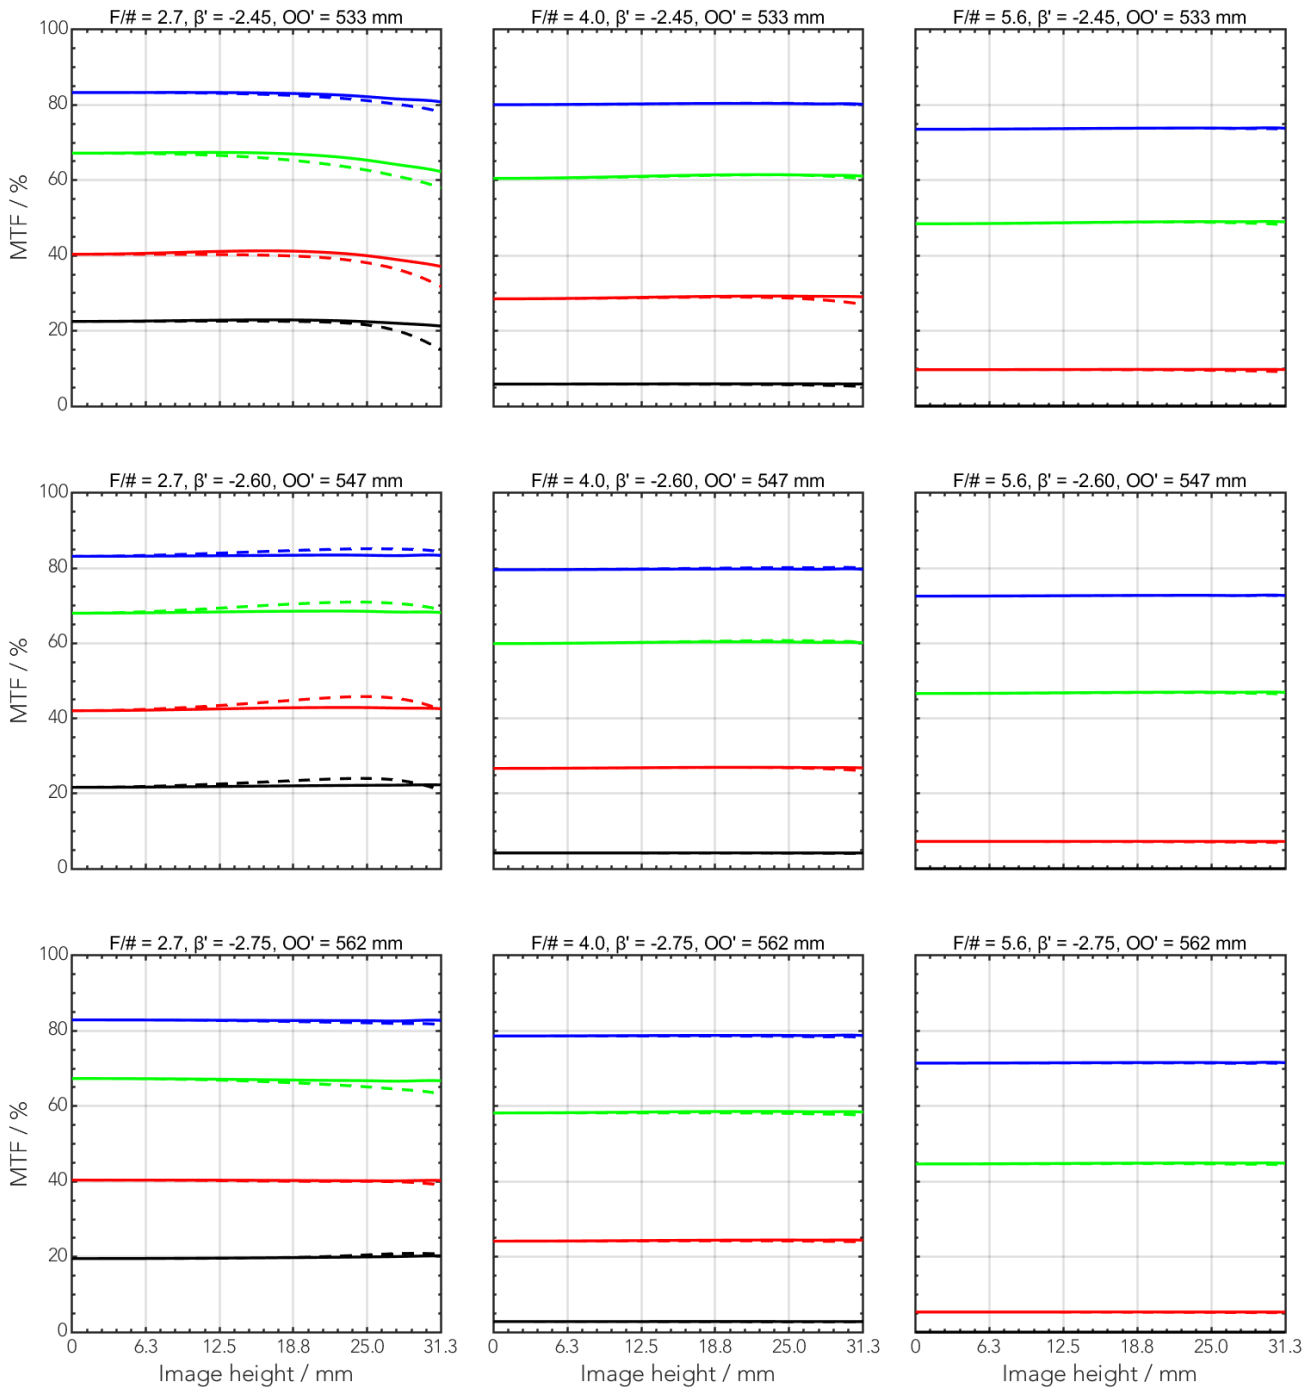 F/# = 2.7, β' = -2.45, OO' = 533 mm
F/# = 4.0, β' = -2.45, OO' = 533 mm
F/# = 5.6, β' = -2.45, OO' = 533 mm
100
80
60
40
20
0
MTF / %
F/# = 2.7, β' = -2.60, OO' = 547 mm
F/# = 4.0, β' = -2.60, OO' = 547 mm
F/# = 5.6, β' = -2.60, OO' = 547 mm
100
80
60
40
20
0
MTF / %
F/# = 2.7, β' = -2.75, OO' = 562 mm
F/# = 4.0, β' = -2.75, OO' = 562 mm
F/# = 5.6, β' = -2.75, OO' = 562 mm
100
80
60
40
20
0
MTF / %
0 6.3 12.5 18.8 25.0 31.3
0 6.3 12.5 18.8 25.0 31.3
0 6.3 12.5 18.8 25.0 31.3
Image height / mm
Image height / mm
Image height / mm